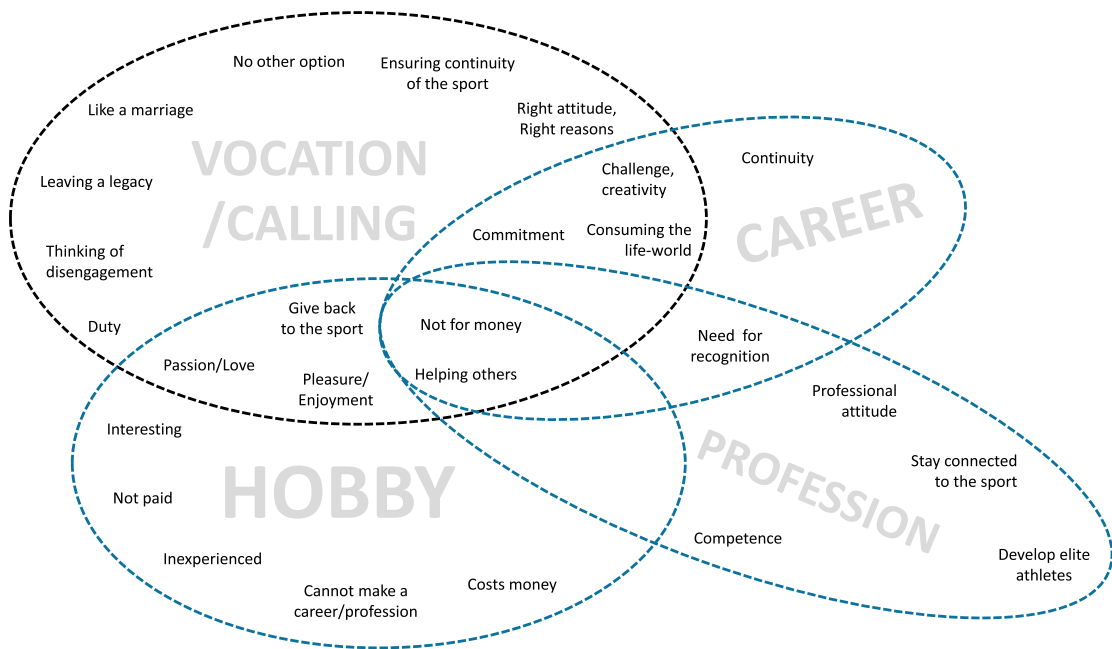 No other option
Ensuring continuity
of the sport
Like a marriage
Right attitude,
Right reasons
VOCATION
/CALLING
Continuity
Challenge,
creativity
Leaving a legacy
CAREER
Commitment
Consuming the
life-world
Thinking of
disengagement
Give back
to the sport
Duty
Not for money
Need for
recognition
Passion/Love
Helping others
Pleasure/
Enjoyment
Professional
attitude
Interesting
HOBBY
PROFESSION
Stay connected
to the sport
Not paid
Competence
Inexperienced
Develop elite
athletes
Cannot make a
career/profession
Costs money